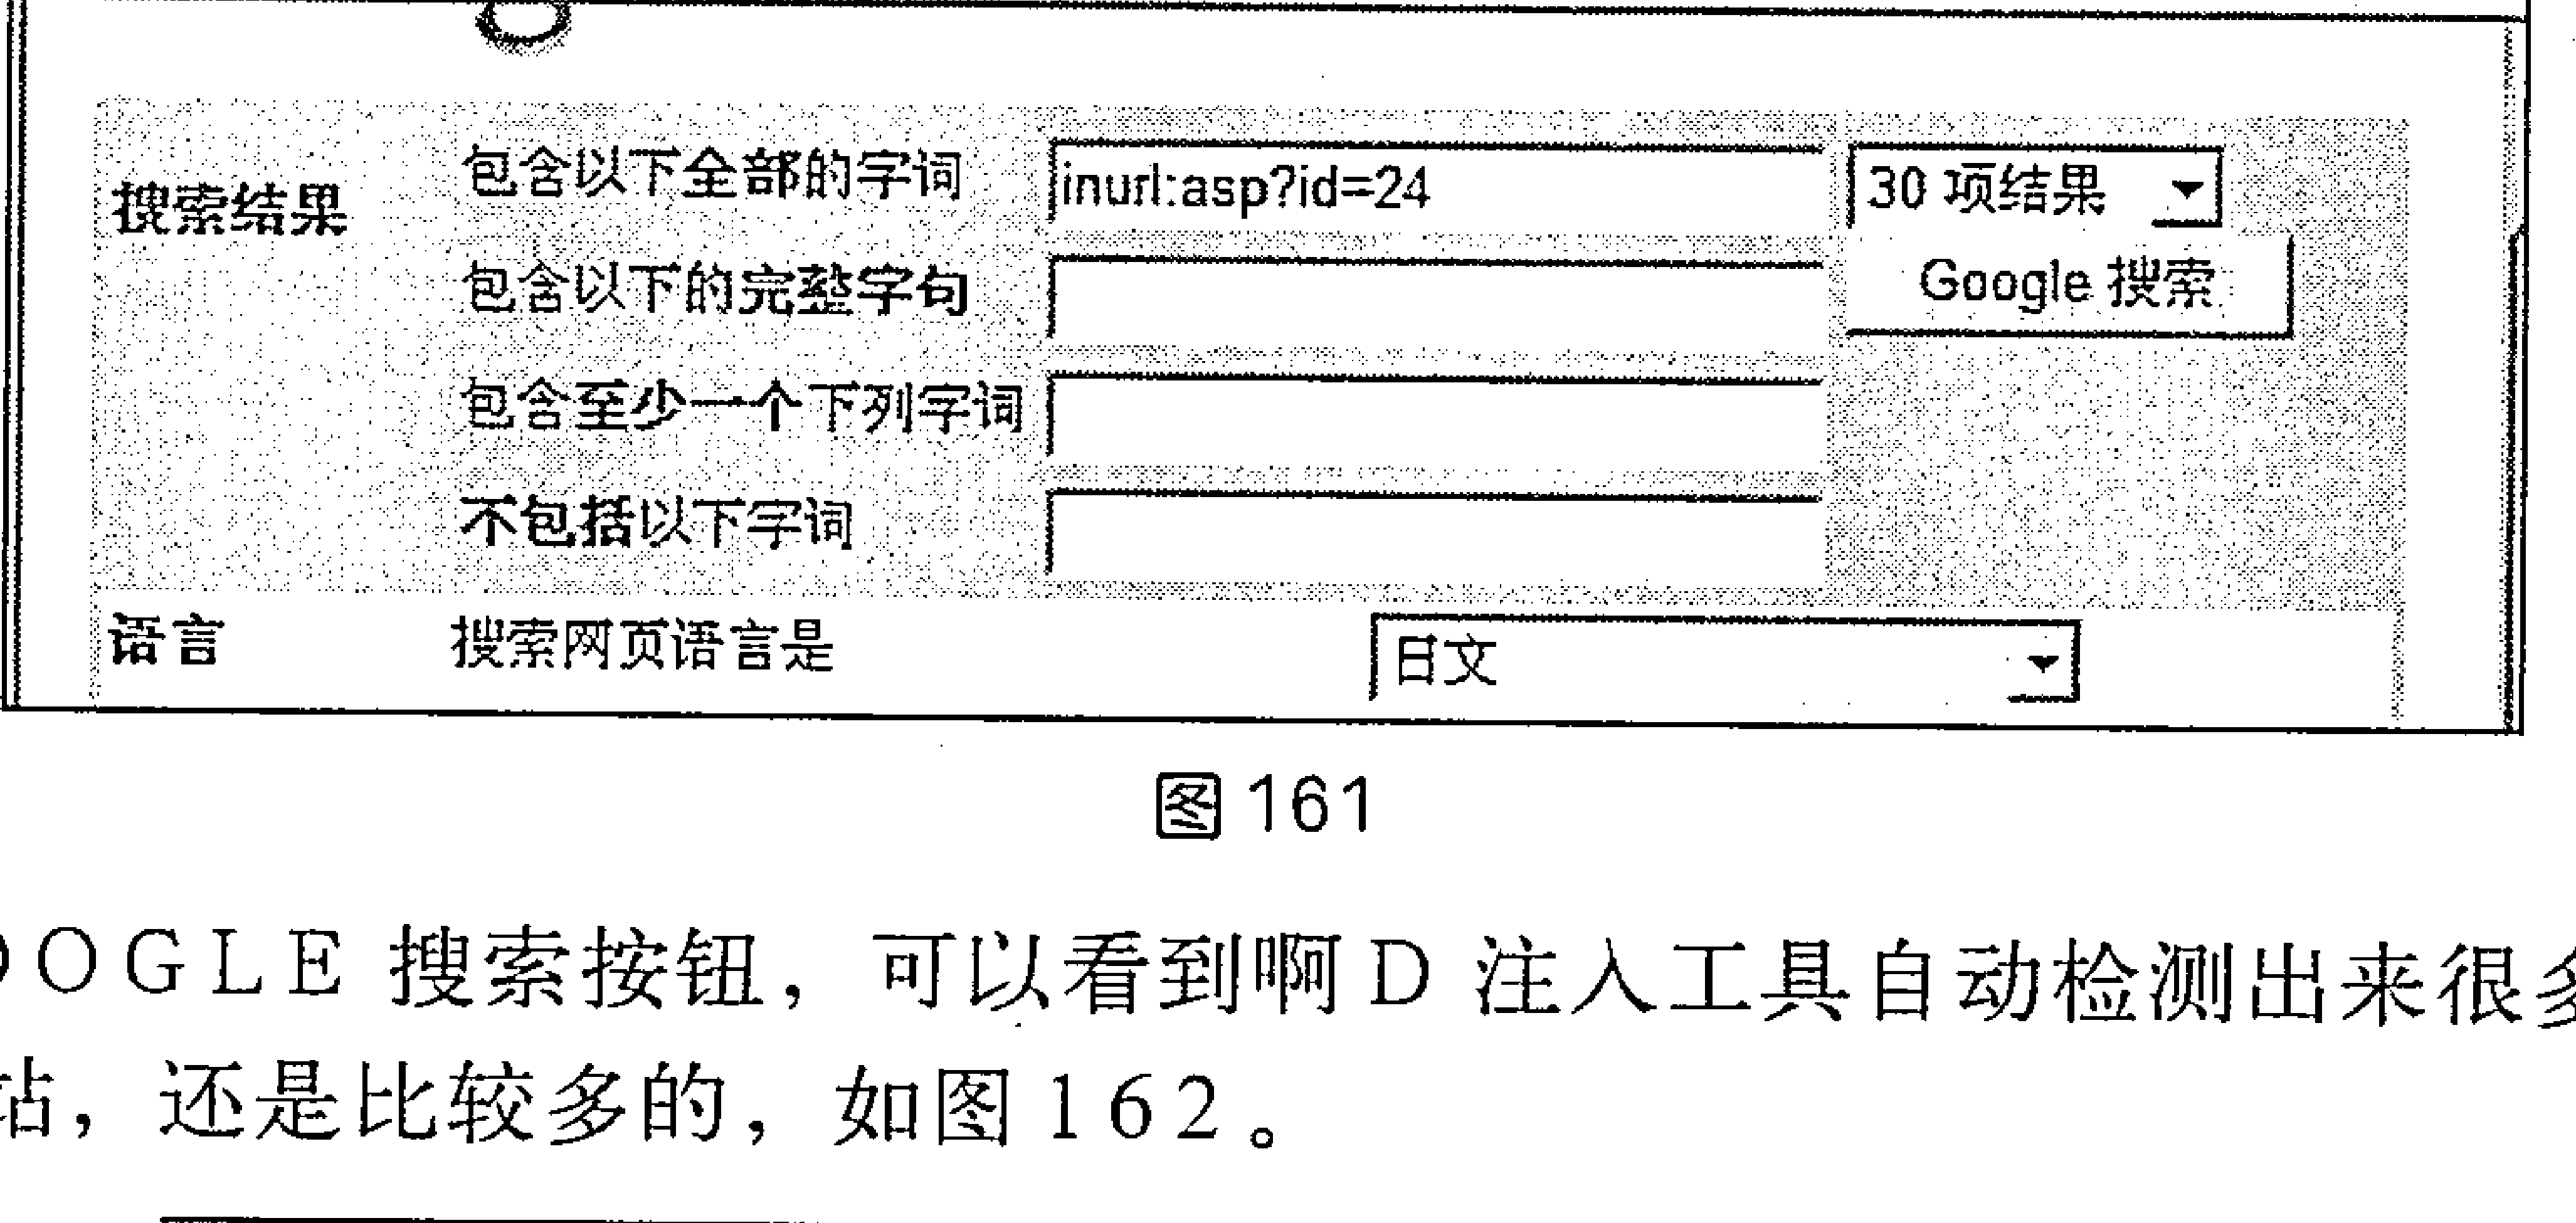 搜索结果
包含以下全部的字词 inurl:asp?id=24 30 项结果
包含以下的完整字句 Google 搜索
包含至少一个下列字词
不包括以下字词
语言 搜索网页语言是 日文
图 161
OGLE 搜索按钮，可以看到啊D 注入工具自动检测出来很多
站，还是比较多的，如图 162。